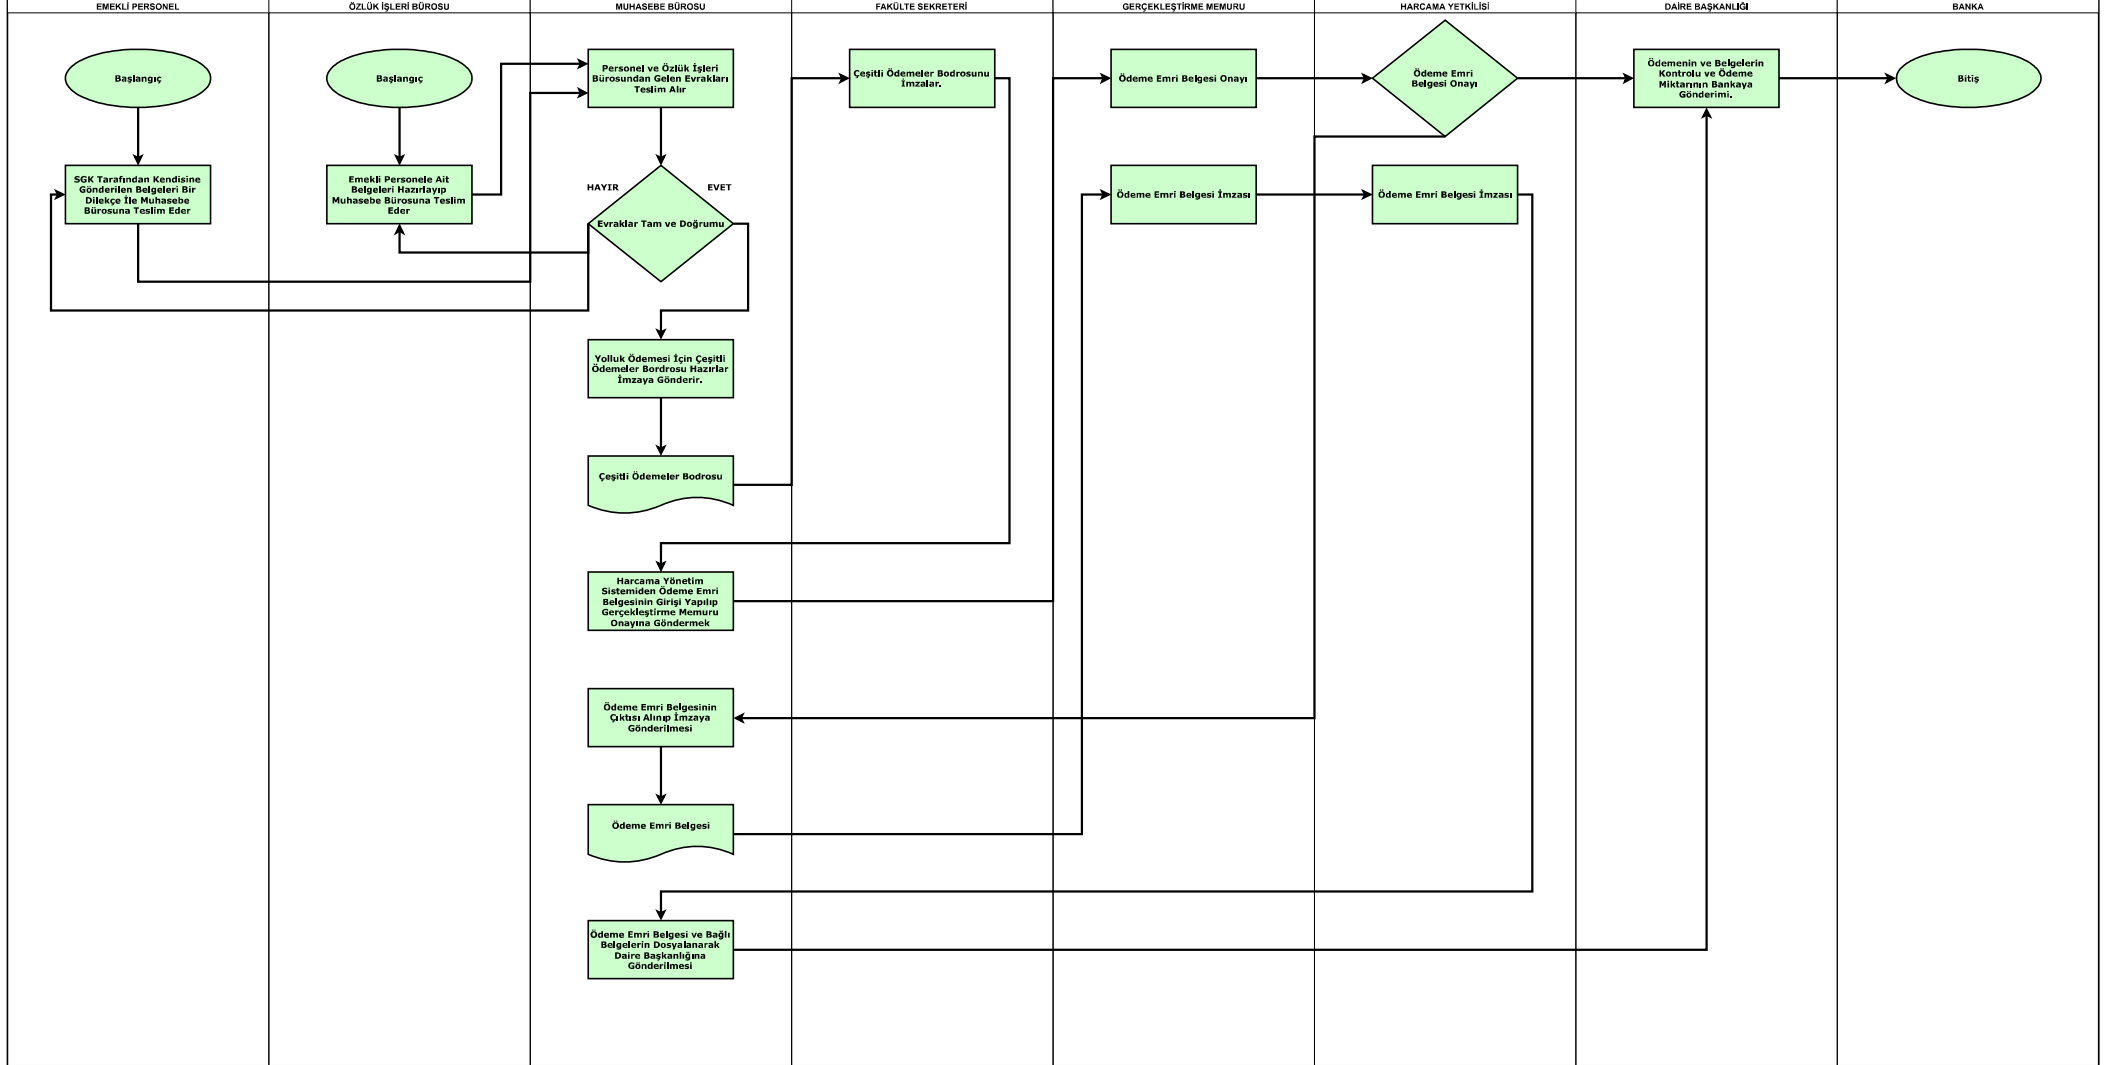 EMEKLİ PERSONEL
ÖZLÜK İŞLERİ BÜROSU
MUHASEBE BÜROSU
FAKÜLTE SEKRETERİ
GERÇEKLEŞTİRME MEMURU
HARCAMA YETKİLİSİ
DAİRE BAŞKANLIĞI
BANKA
Başlangıç
Başlangıç
Personel ve Özlük İşleri
Bürosundan Gelen Evrakları
Teslim Alır
Çeşitli Ödemeler Bodrosunu
İmzalar.
Ödeme Emri Belgesi Onayı
Ödeme Emri
Belgesi Onayı
Ödemenin ve Belgelerin
Kontrolu ve Ödeme
Miktarının Bankaya
Gönderimi.
Bitiş
SGK Tarafından Kendisine
Gönderilen Belgeleri Bir
Dilekçe İle Muhasebe
Bürosuna Teslim Eder
Emekli Personele Ait
Belgeleri Hazırlayıp
Muhasebe Bürosuna Teslim
Eder
HAYIR
EVET
Evraklar Tam ve Doğrumu
Ödeme Emri Belgesi İmzası
Ödeme Emri Belgesi İmzası
Yolluk Ödemesi İçin Çeşitli
Ödemeler Bordrosu Hazırlar
İmzaya Gönderir.
Çeşitli Ödemeler Bodrosu
Harcama Yönetim
Sistemiden Ödeme Emri
Belgesinin Girişi Yapılıp
Gerçekleştirme Memuru
Onayına Göndermek
Ödeme Emri Belgesinin
Çıktısı Alınıp İmzaya
Gönderilmesi
Ödeme Emri Belgesi
Ödeme Emri Belgesi ve Bağlı
Belgelerin Dosyalanarak
Daire Başkanlığına
Gönderilmesi